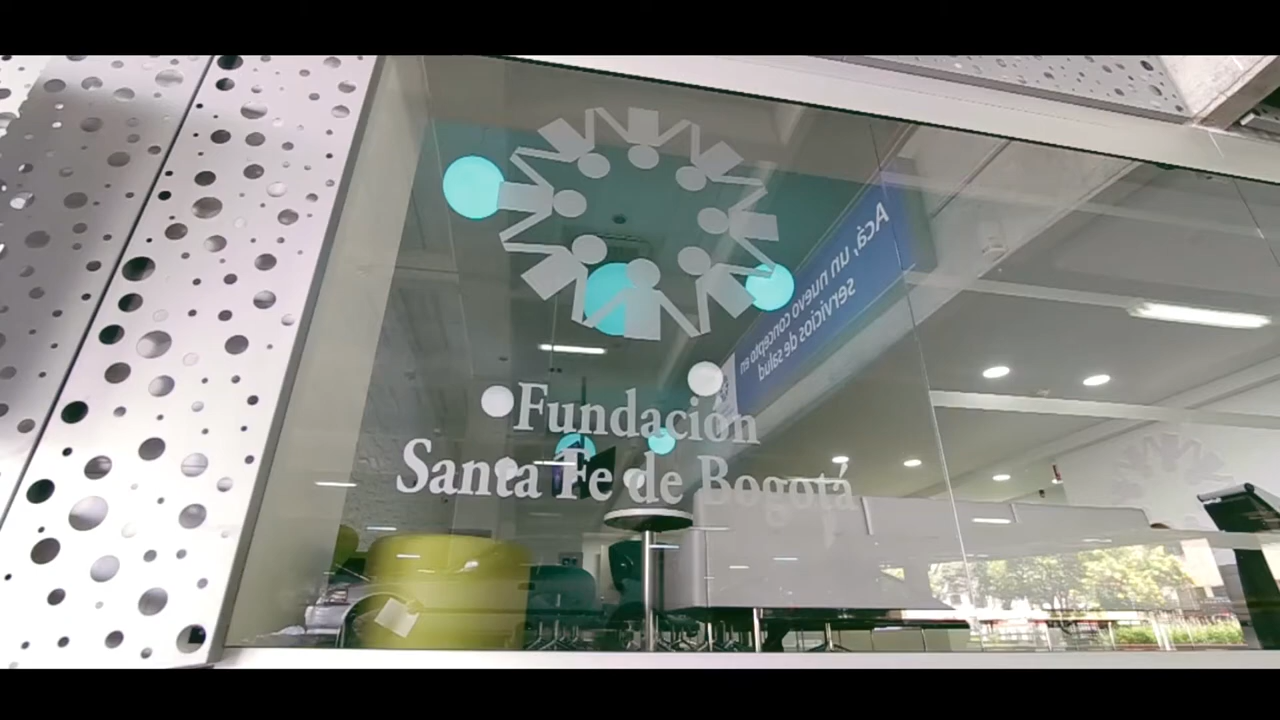 Fundación
Santa Fe de Bogotá
Acá, un nuevo concepto en
servicios de salud